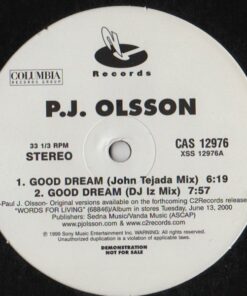 COLUMBIA
RECORDS GROUP
Records
P.J. OLSSON
33 1/3 RPM
STEREO
CAS 12976
XSS 12976A
1. GOOD DREAM (John Tejada Mix) 6:19
2. GOOD DREAM (DJ Iz Mix) 7:57
-Paul J. Olsson- Original versions available on the forthcoming C2Records release
"WORDS FOR LIVING" (68846)/Album in stores Tuesday, June 13, 2000
Publishers: Sedna Music/Vanda Music (ASCAP)
www.pjolsson.com & www.c2records.com
℗ 1999 Sony Music Entertainment Inc. WARNING: All rights reserved.
Unauthorized duplication is a violation of applicable laws.
DEMONSTRATION
NOT FOR SALE